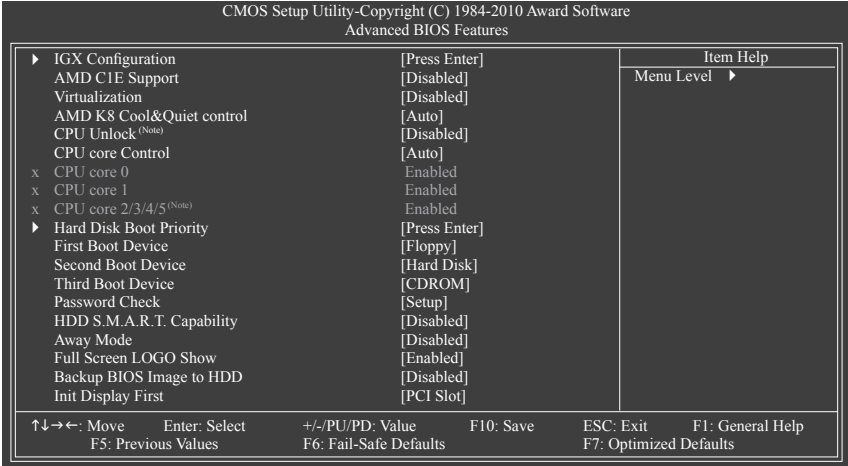 CMOS Setup Utility-Copyright (C) 1984-2010 Award Software
Advanced BIOS Features
▶ IGX Configuration [Press Enter]
AMD C1E Support [Disabled]
Virtualization [Disabled]
AMD K8 Cool&Quiet control [Auto]
CPU Unlock (Note) [Disabled]
CPU core Control [Auto]
x CPU core 0 Enabled
x CPU core 1 Enabled
x CPU core 2/3/4/5 (Note) Enabled
▶ Hard Disk Boot Priority [Press Enter]
First Boot Device [Floppy]
Second Boot Device [Hard Disk]
Third Boot Device [CDROM]
Password Check [Setup]
HDD S.M.A.R.T. Capability [Disabled]
Away Mode [Disabled]
Full Screen LOGO Show [Enabled]
Backup BIOS Image to HDD [Disabled]
Init Display First [PCI Slot]
Item Help
Menu Level ▶
↑↓→←: Move Enter: Select +/-/PU/PD: Value F10: Save ESC: Exit F1: General Help
F5: Previous Values F6: Fail-Safe Defaults F7: Optimized Defaults